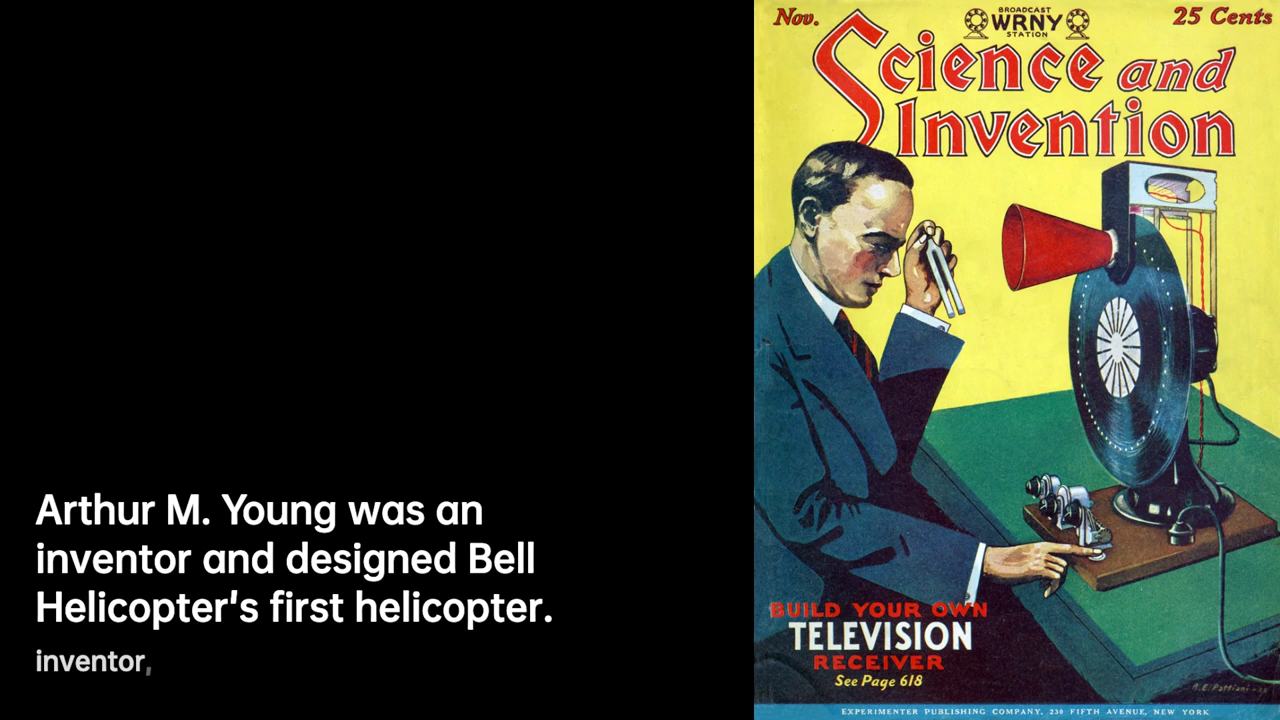 Arthur M. Young was an
inventor and designed Bell
Helicopter's first helicopter.
inventor,
Nov.
BROADCAST
WRNY
STATION
25 Cents
Science and
Invention
BUILD YOUR OWN
TELEVISION
RECEIVER
See Page 618
EXPERIMENTER PUBLISHING COMPANY, 230 FIFTH AVENUE, NEW YORK